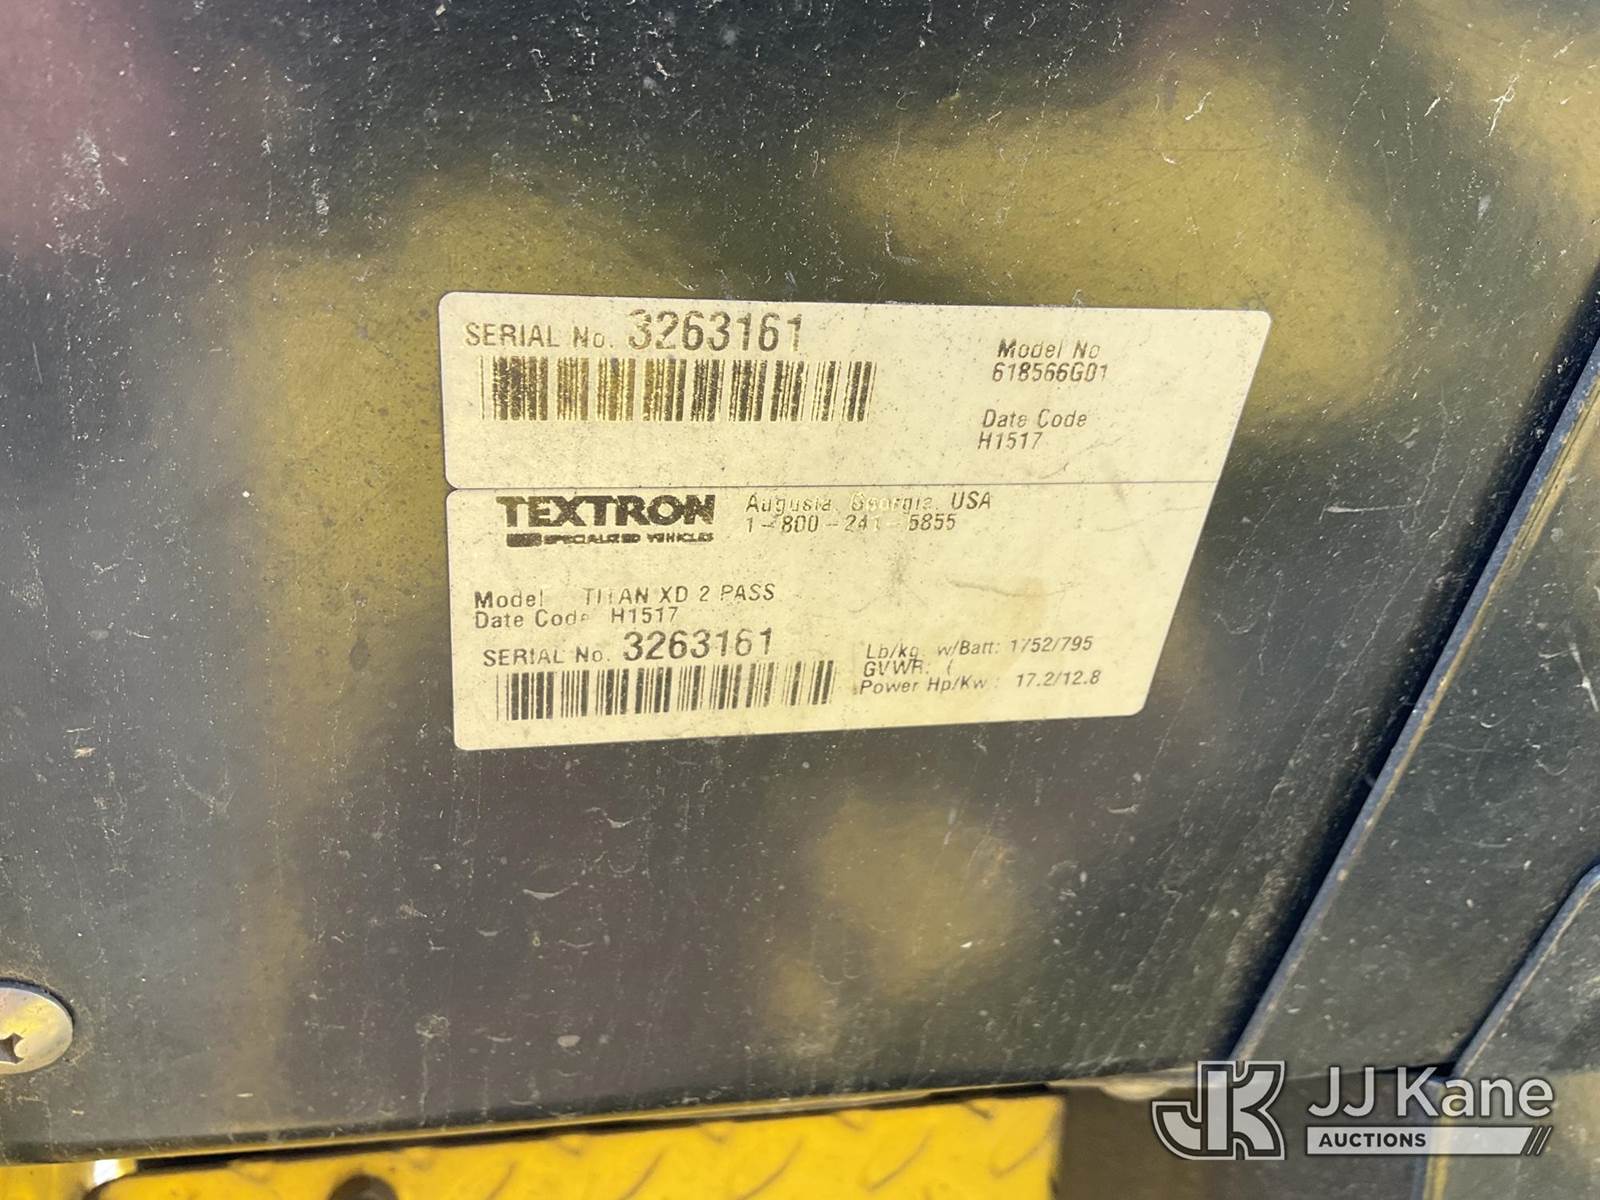 SERIAL No. 3263161
Model No
618566G01
Date Code
H1517
TEXTRON
SPECIALIZED VEHICLES
Augusta, Georgia, USA
1-800-241-5855
Model TITAN XD 2 PASS
Date Code H1517
SERIAL No. 3263161
Lb/kg w/Batt: 1752/795
GVWR: (
Power Hp/Kw: 17.2/12.8
JK
JJ Kane
AUCTIONS